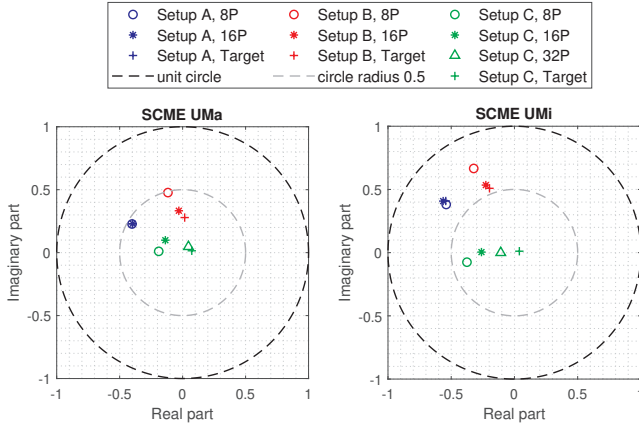 Setup A, 8P Setup B, 8P Setup C, 8P
Setup A, 16P Setup B, 16P Setup C, 16P
Setup A, Target Setup B, Target Setup C, 32P
unit circle circle radius 0.5 Setup C, Target
SCME UMa
1
0.5
0
-0.5
-1
Imaginary part
-1 -0.5 0 0.5 1
Real part
SCME UMi
1
0.5
0
-0.5
-1
Imaginary part
-1 -0.5 0 0.5 1
Real part